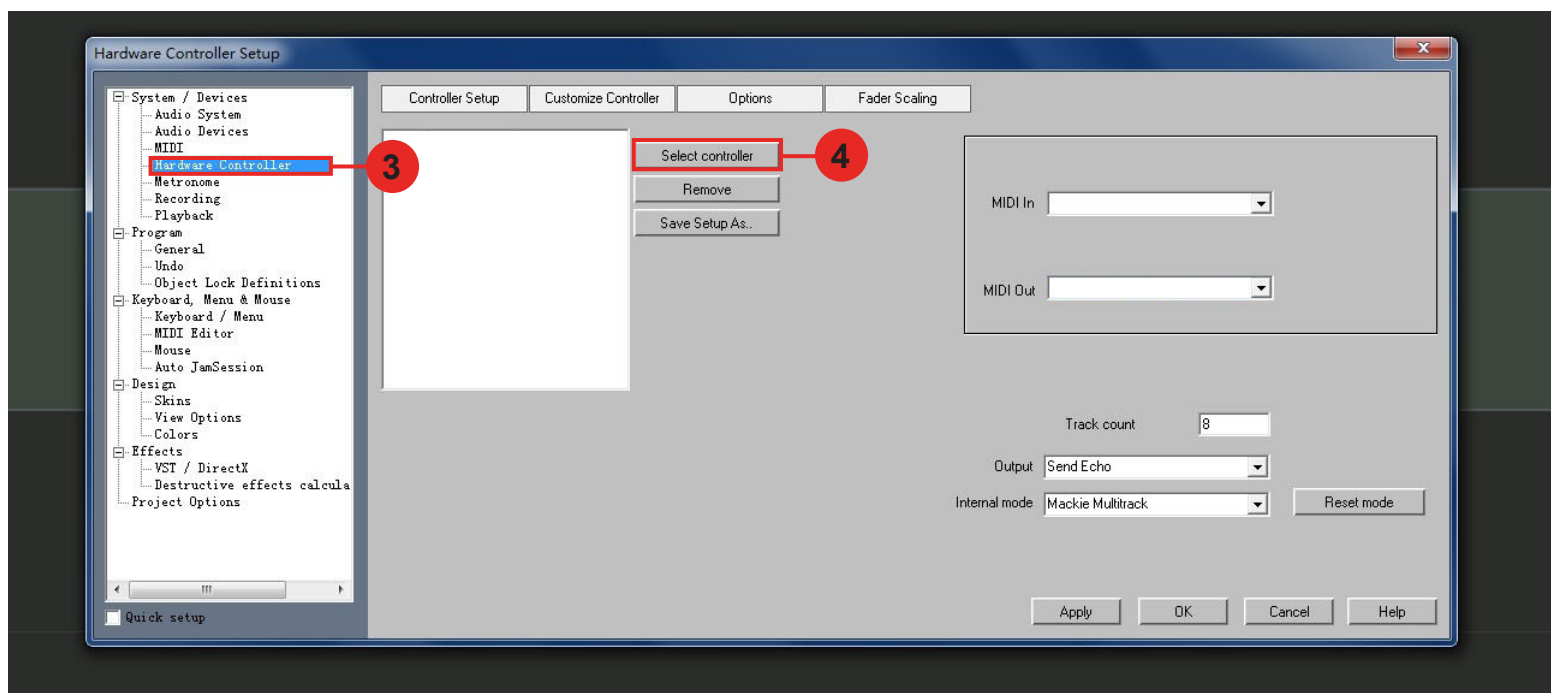 Hardware Controller Setup
System / Devices
Audio System
Audio Devices
MIDI
Hardware Controller
Metronome
Recording
Playback
Program
General
Undo
Object Lock Definitions
Keyboard, Menu & Mouse
Keyboard / Menu
MIDI Editor
Mouse
Auto JamSession
Design
Skins
View Options
Colors
Effects
VST / DirectX
Destructive effects calcula
Project Options
Quick setup
3
Controller Setup Customize Controller Options Fader Scaling
Select controller
4
Remove
Save Setup As..
MIDI In
MIDI Out
Track count 8
Output Send Echo
Internal mode Mackie Multitrack Reset mode
Apply OK Cancel Help